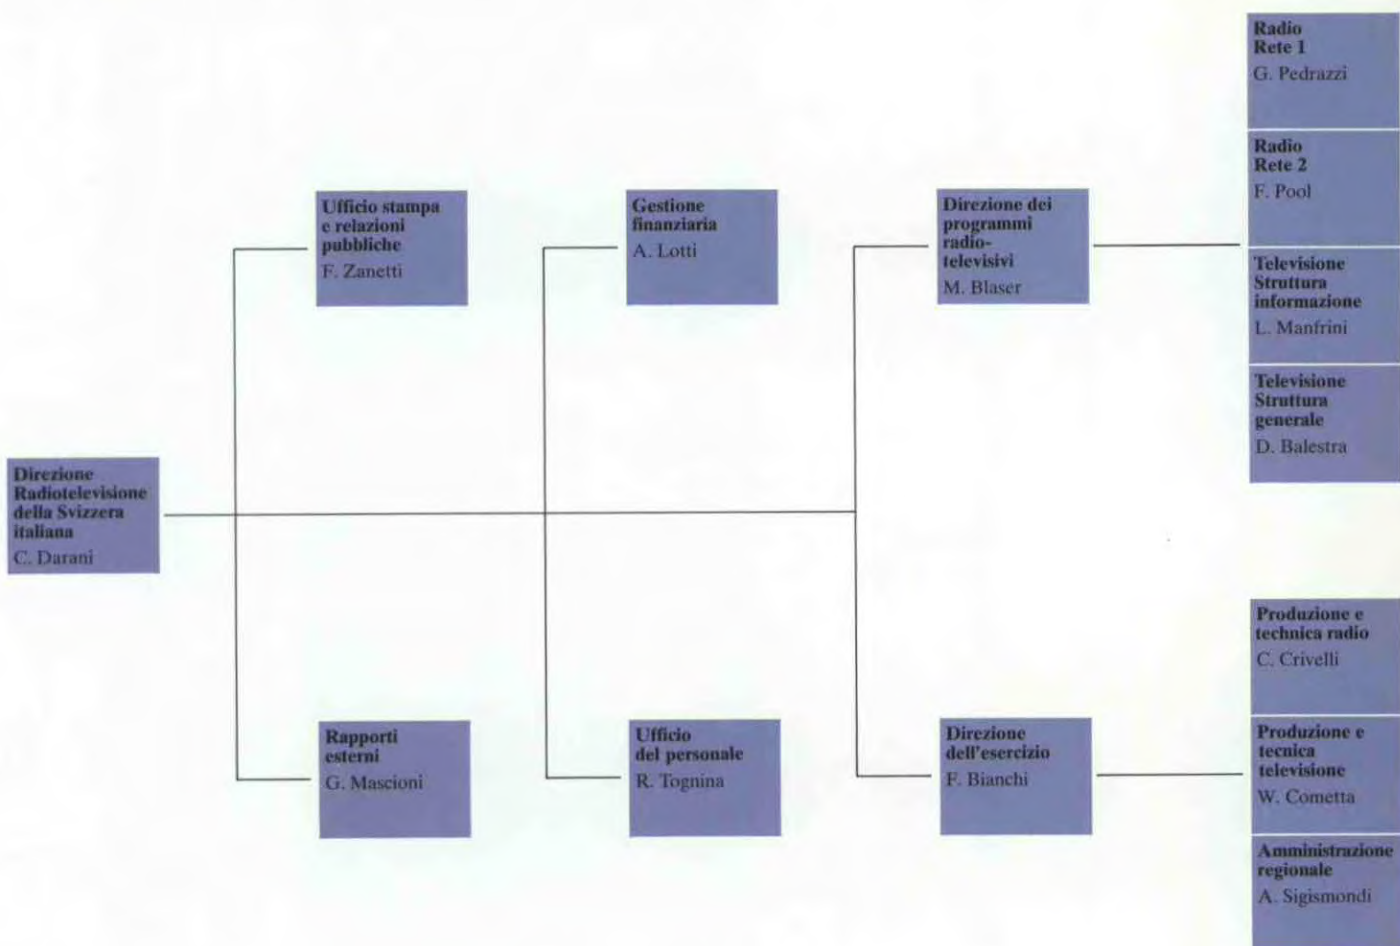 Direzione
Radiotelevisione
della Svizzera
italiana
C. Darani
Ufficio stampa
e relazioni
pubbliche
F. Zanetti
Rapporti
esterni
G. Mascioni
Gestione
finanziaria
A. Lotti
Ufficio
del personale
R. Tognina
Direzione dei
programmi
radio-
televisivi
M. Blaser
Direzione
dell'esercizio
F. Bianchi
Radio
Rete 1
G. Pedrazzi
Radio
Rete 2
F. Pool
Televisione
Struttura
informazione
L. Manfrini
Televisione
Struttura
generale
D. Balestra
Produzione e
technica radio
C. Crivelli
Produzione e
tecnica
televisione
W. Cometta
Amministrazione
regionale
A. Sigismondi